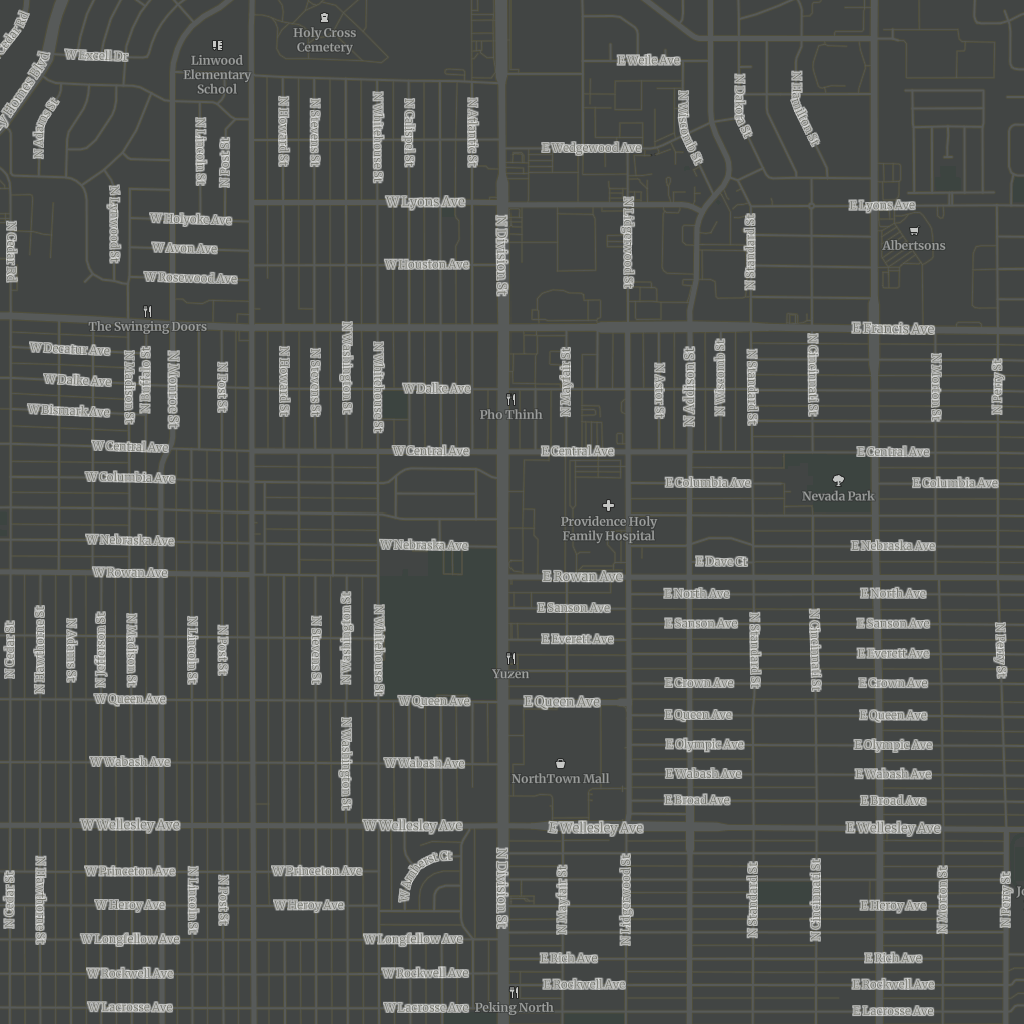 Holy Cross
Cemetery
Linwood
Elementary
School
W Excell Dr
E Weile Ave
N Aurora St
N Lincoln St
N Post St
N Howard St
N Stevens St
N Whitehouse St
N Calispel St
N Atlantic St
N Wiscomb St
N Dakota St
N Hamilton St
E Wedgewood Ave
N Lynwood St
W Holyoke Ave
W Lyons Ave
E Lyons Ave
N Cedar Rd
W Avon Ave
N Division St
N Lidgerwood St
N Standard St
Albertsons
W Houston Ave
W Rosewood Ave
The Swinging Doors
E Francis Ave
W Decatur Ave
W Dalke Ave
W Bismark Ave
N Madison St
N Buffalo St
N Monroe St
N Post St
N Howard St
N Stevens St
N Washington St
N Whitehouse St
W Dalke Ave
Pho Thinh
N Mayfair St
N Astor St
N Addison St
N Wiscomb St
N Standard St
N Cincinnati St
N Morton St
N Perry St
W Central Ave
W Central Ave
E Central Ave
E Central Ave
W Columbia Ave
E Columbia Ave
E Columbia Ave
Nevada Park
Providence Holy
Family Hospital
W Nebraska Ave
W Nebraska Ave
E Nebraska Ave
E Dave Ct
W Rowan Ave
E Rowan Ave
E North Ave
E North Ave
E Sanson Ave
E Sanson Ave
E Sanson Ave
E Everett Ave
E Everett Ave
N Cedar St
N Hawthorne St
N Adams St
N Jefferson St
N Madison St
N Lincoln St
N Post St
N Stevens St
N Washington St
N Whitehouse St
N Standard St
N Cincinnati St
N Perry St
Yuzen
E Crown Ave
E Crown Ave
W Queen Ave
W Queen Ave
E Queen Ave
E Queen Ave
E Queen Ave
E Olympic Ave
E Olympic Ave
N Washington St
W Wabash Ave
W Wabash Ave
E Wabash Ave
E Wabash Ave
NorthTown Mall
E Broad Ave
E Broad Ave
W Wellesley Ave
W Wellesley Ave
E Wellesley Ave
E Wellesley Ave
N Cedar St
N Hawthorne St
W Princeton Ave
W Princeton Ave
W Amherst Ct
N Lincoln St
N Post St
N Division St
N Mayfair St
N Lidgerwood St
N Standard St
N Cincinnati St
N Morton St
N Perry St
W Heroy Ave
W Heroy Ave
E Heroy Ave
W Longfellow Ave
W Longfellow Ave
E Rich Ave
E Rich Ave
W Rockwell Ave
W Rockwell Ave
E Rockwell Ave
E Rockwell Ave
W Lacrosse Ave
W Lacrosse Ave
Peking North
E Lacrosse Ave